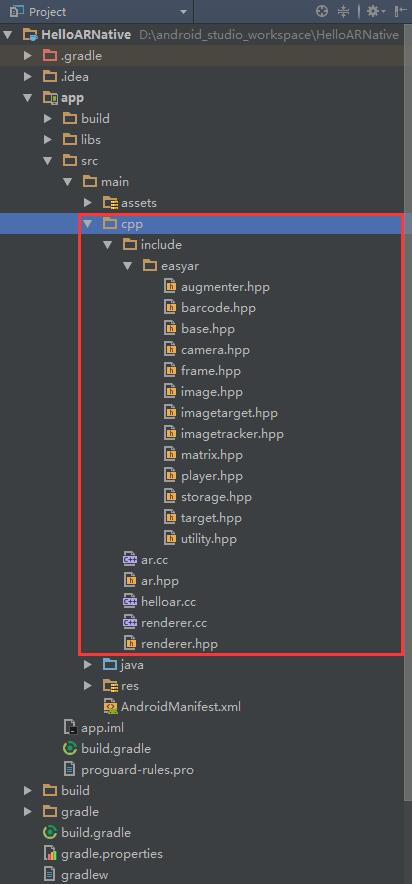 Project
HelloARNative D:\android_studio_workspace\HelloARNative
.gradle
.idea
app
build
libs
src
main
assets
cpp
include
easyar
augmenter.hpp
barcode.hpp
base.hpp
camera.hpp
frame.hpp
image.hpp
imagetarget.hpp
imagetracker.hpp
matrix.hpp
player.hpp
storage.hpp
target.hpp
utility.hpp
ar.cc
ar.hpp
helloar.cc
renderer.cc
renderer.hpp
java
res
AndroidManifest.xml
app.iml
build.gradle
proguard-rules.pro
build
gradle
build.gradle
gradle.properties
gradlew